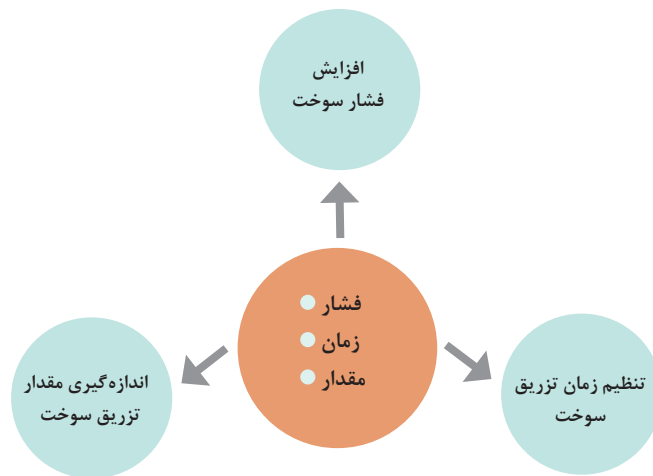 افزایش
فشار سوخت
فشار
زمان
مقدار
تنظیم زمان تزریق
سوخت
اندازه‌گیری مقدار
تزریق سوخت